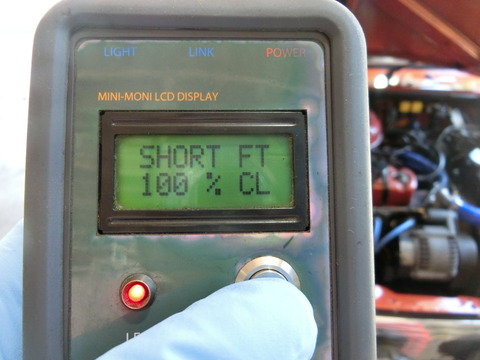 LIGHT LINK POWER
MINI-MONI LCD DISPLAY
SHORT FT
100 % CL